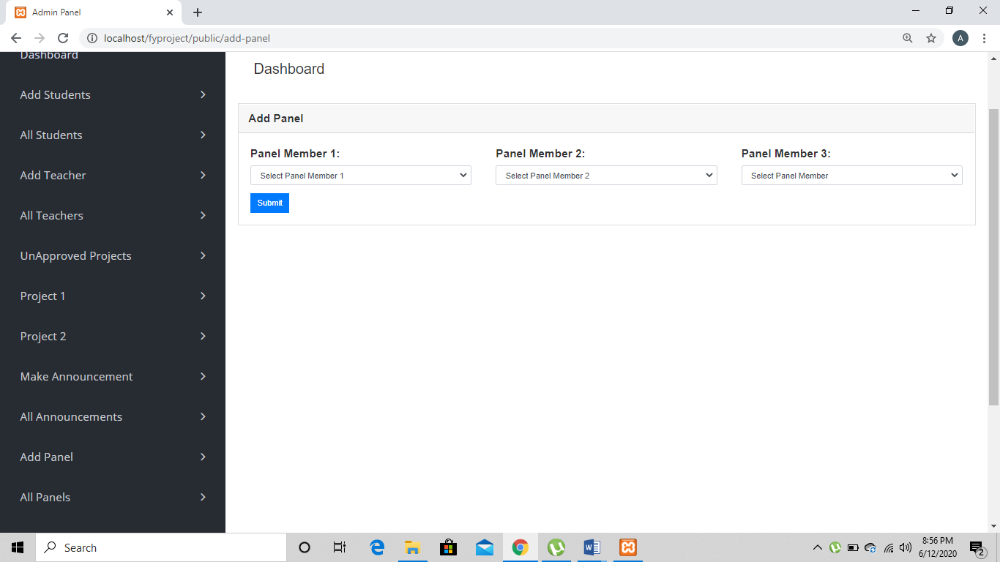 Admin Panel
localhost/fyproject/public/add-panel
A
Dashboard
Add Students
All Students
Add Teacher
All Teachers
UnApproved Projects
Project 1
Project 2
Make Announcement
All Announcements
Add Panel
All Panels
Dashboard
Add Panel
Panel Member 1: Panel Member 2: Panel Member 3:
Select Panel Member 1 Select Panel Member 2 Select Panel Member
Submit
Search
8:56 PM
6/12/2020
2